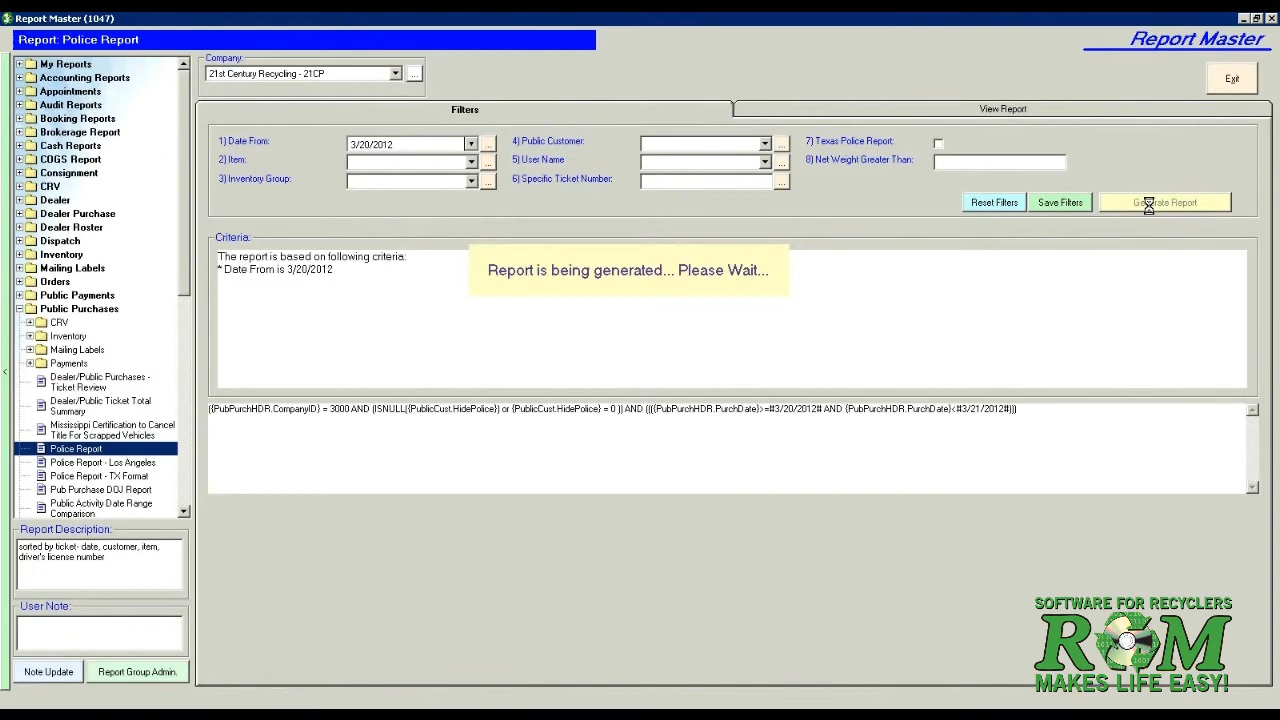 Report Master (1047)
Report: Police Report
Report Master
Company:
21st Century Recycling - 21CP
...
Exit
Filters
View Report
1) Date From:
3/20/2012
...
4) Public Customer:
...
7) Texas Police Report:
2) Item:
...
5) User Name
...
8) Net Weight Greater Than:
3) Inventory Group:
...
6) Specific Ticket Number:
...
Reset Filters
Save Filters
Generate Report
Criteria:
The report is based on following criteria:
* Date From is 3/20/2012
Report is being generated... Please Wait...
({PubPurchHDR.CompanyID} = 3000 AND (ISNULL({PublicCust.HidePolice}) or {PublicCust.HidePolice} = 0 )) AND ((({PubPurchHDR.PurchDate}>=#3/20/2012# AND {PubPurchHDR.PurchDate}<#3/21/2012#)))
My Reports
Accounting Reports
Appointments
Audit Reports
Booking Reports
Brokerage Report
Cash Reports
COGS Report
Consignment
CRV
Dealer
Dealer Purchase
Dealer Roster
Dispatch
Inventory
Mailing Labels
Orders
Public Payments
Public Purchases
CRV
Inventory
Mailing Labels
Payments
Dealer/Public Purchases -
Ticket Review
Dealer/Public Ticket Total
Summary
Mississippi Certification to Cancel
Title For Scrapped Vehicles
Police Report
Police Report - Los Angeles
Police Report - TX Format
Pub Purchase DOJ Report
Public Activity Date Range
Comparison
Report Description:
sorted by ticket- date, customer, item,
driver's license number
User Note:
Note Update
Report Group Admin.
SOFTWARE FOR RECYCLERS
ROM
MAKES LIFE EASY!